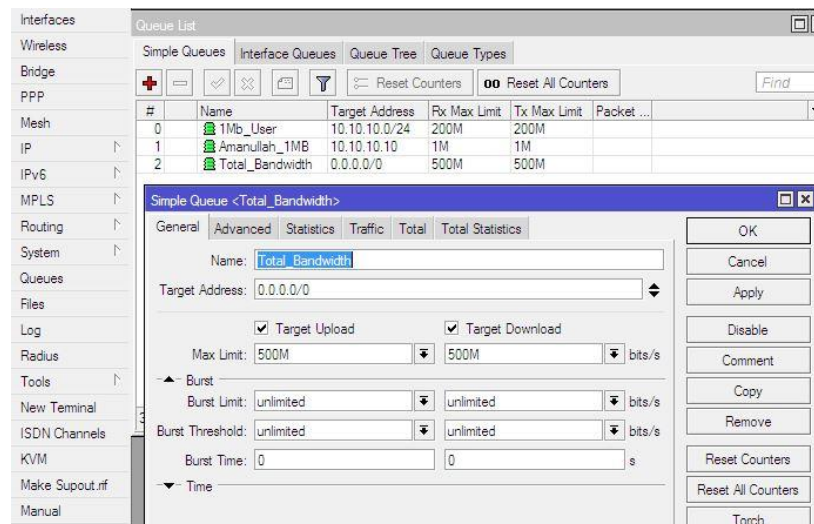 Interfaces
Wireless
Bridge
PPP
Mesh
IP
IPv6
MPLS
Routing
System
Queues
Files
Log
Radius
Tools
New Terminal
ISDN Channels
KVM
Make Supout.rif
Manual
Queue List
Simple Queues Interface Queues Queue Tree Queue Types
Reset Counters 00 Reset All Counters Find
# Name Target Address Rx Max Limit Tx Max Limit Packet ...
0 1Mb_User 10.10.10.0/24 200M 200M
1 Amanullah_1MB 10.10.10.10 1M 1M
2 Total_Bandwidth 0.0.0.0/0 500M 500M
Simple Queue <Total_Bandwidth>
General Advanced Statistics Traffic Total Total Statistics
Name: Total_Bandwidth
Target Address: 0.0.0.0/0
Target Upload Target Download
Max Limit: 500M 500M bits/s
Burst
Burst Limit: unlimited unlimited bits/s
Burst Threshold: unlimited unlimited bits/s
Burst Time: 0 0 s
Time
OK
Cancel
Apply
Disable
Comment
Copy
Remove
Reset Counters
Reset All Counters
Torch